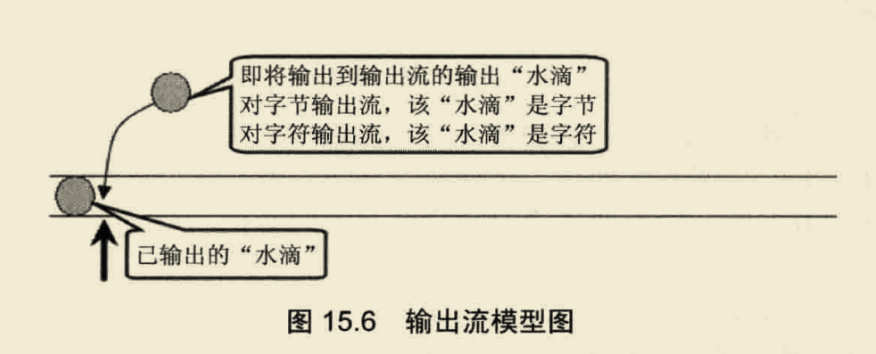 即将输出到输出流的输出“水滴”
对字节输出流，该“水滴”是字节
对字符输出流，该“水滴”是字符
已输出的“水滴”
图 15.6 输出流模型图